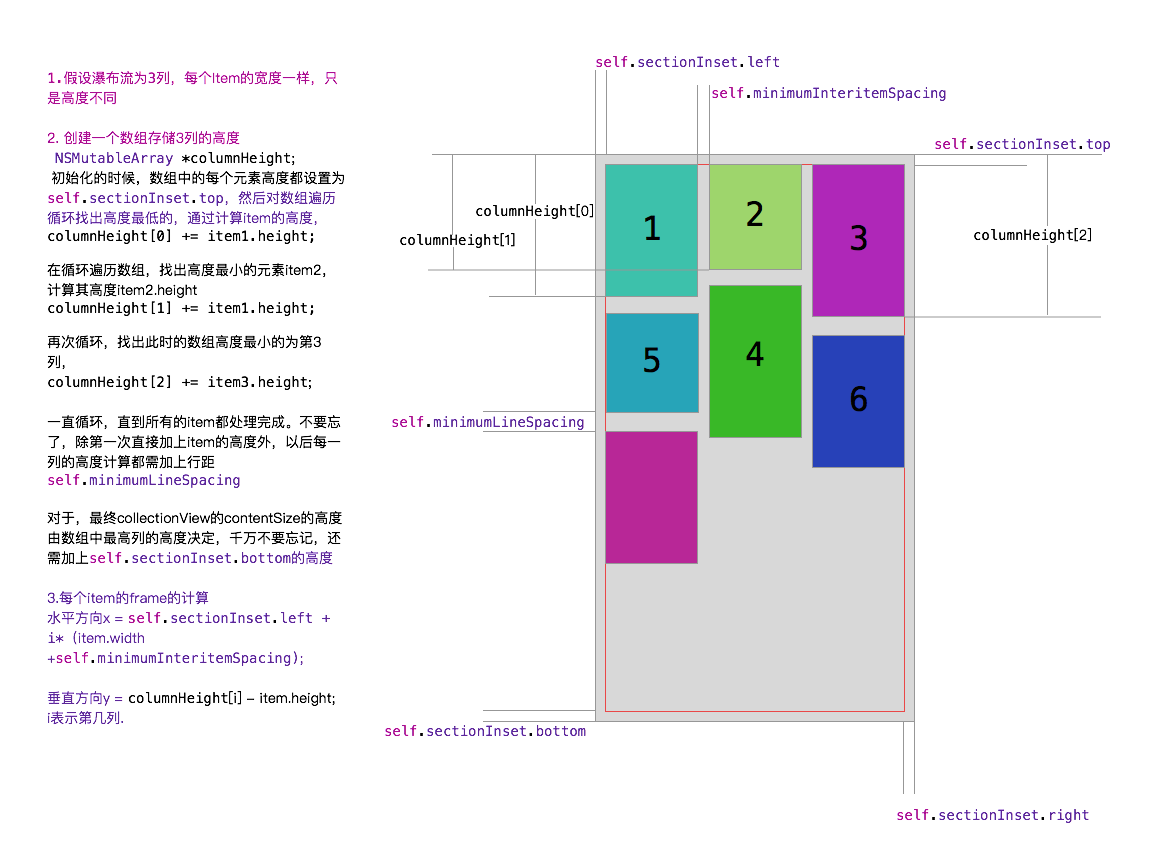 1.假设瀑布流为3列，每个Item的宽度一样，只
是高度不同
2. 创建一个数组存储3列的高度
NSMutableArray *columnHeight;
初始化的时候，数组中的每个元素高度都设置为
self.sectionInset.top，然后对数组遍历
循环找出高度最低的，通过计算item的高度，
columnHeight[0] += item1.height;
在循环遍历数组，找出高度最小的元素item2，
计算其高度item2.height
columnHeight[1] += item1.height;
再次循环，找出此时的数组高度最小的为第3
列，
columnHeight[2] += item3.height;
一直循环，直到所有的item都处理完成。不要忘
了，除第一次直接加上item的高度外，以后每一
列的高度计算都需加上行距
self.minimumLineSpacing
对于，最终collectionView的contentSize的高度
由数组中最高列的高度决定，千万不要忘记，还
需加上self.sectionInset.bottom的高度
3.每个item的frame的计算
水平方向x = self.sectionInset.left +
i*（item.width
+self.minimumInteritemSpacing);
垂直方向y = columnHeight[i] – item.height;
i表示第几列.
self.sectionInset.left
self.minimumInteritemSpacing
self.sectionInset.top
columnHeight[0]
columnHeight[1]
columnHeight[2]
1
2
3
5
4
6
self.minimumLineSpacing
self.sectionInset.bottom
self.sectionInset.right